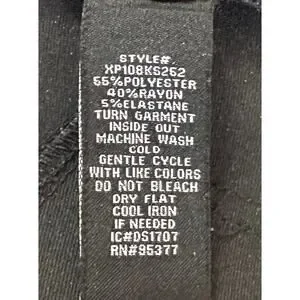 STYLE#:
XP108KS252
55%POLYESTER
40%RAYON
5%ELASTANE
TURN GARMENT
INSIDE OUT
MACHINE WASH
COLD
GENTLE CYCLE
WITH LIKE COLORS
DO NOT BLEACH
DRY FLAT
COOL IRON
IF NEEDED
IC#DS1707
RN#95377